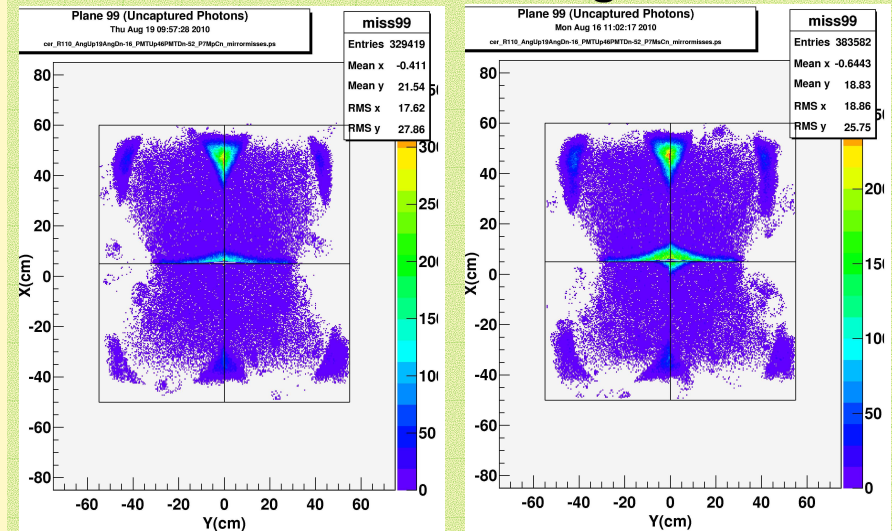 Plane 99 (Uncaptured Photons)
Thu Aug 19 09:57:28 2010
cer_R110_AngUp19AngDn-16_PMTUp46PMTDn-52_P7MpCn_mirrormisses.ps
miss99
Entries 329419
Mean x -0.411
Mean y 21.54
RMS x 17.62
RMS y 27.86
80
60
40
20
0
-20
-40
-60
-80
X(cm)
-60 -40 -20 0 20 40 60
Y(cm)
300
250
200
150
100
50
0
Plane 99 (Uncaptured Photons)
Mon Aug 16 11:02:17 2010
cer_R110_AngUp19AngDn-16_PMTUp46PMTDn-52_P7MsCn_mirrormisses.ps
miss99
Entries 383582
Mean x -0.6443
Mean y 18.83
RMS x 18.86
RMS y 25.75
80
60
40
20
0
-20
-40
-60
-80
X(cm)
-60 -40 -20 0 20 40 60
Y(cm)
200
150
100
50
0